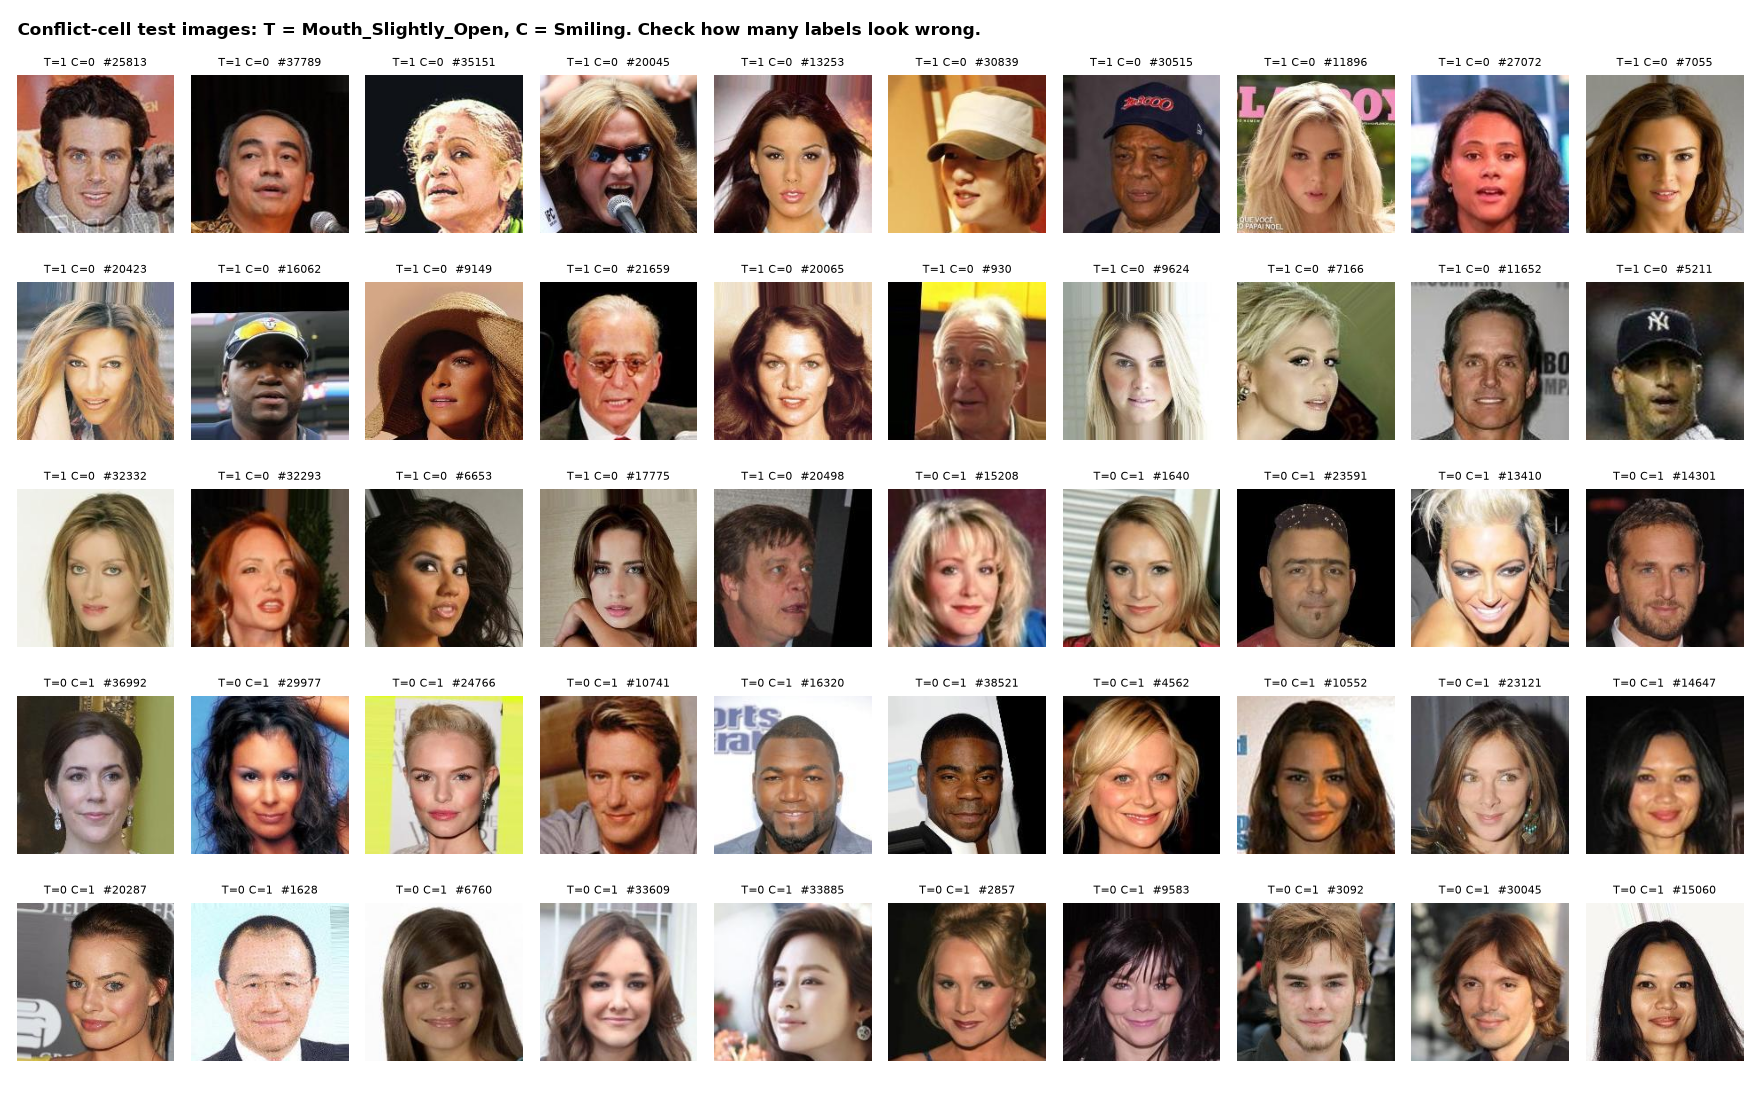 Conflict-cell test images: T = Mouth_Slightly_Open, C = Smiling. Check how many labels look wrong.
T=1 C=0 #25813
T=1 C=0 #37789
T=1 C=0 #35151
T=1 C=0 #20045
T=1 C=0 #13253
T=1 C=0 #30839
T=1 C=0 #30515
T=1 C=0 #11896
T=1 C=0 #27072
T=1 C=0 #7055
QUE VOCÊ
PAPAI NOEL
T=1 C=0 #20423
T=1 C=0 #16062
T=1 C=0 #9149
T=1 C=0 #21659
T=1 C=0 #20065
T=1 C=0 #930
T=1 C=0 #9624
T=1 C=0 #7166
T=1 C=0 #11652
T=1 C=0 #5211
NY
T=1 C=0 #32332
T=1 C=0 #32293
T=1 C=0 #6653
T=1 C=0 #17775
T=1 C=0 #20498
T=0 C=1 #15208
T=0 C=1 #1640
T=0 C=1 #23591
T=0 C=1 #13410
T=0 C=1 #14301
T=0 C=1 #36992
T=0 C=1 #29977
T=0 C=1 #24766
T=0 C=1 #10741
T=0 C=1 #16320
T=0 C=1 #38521
T=0 C=1 #4562
T=0 C=1 #10552
T=0 C=1 #23121
T=0 C=1 #14647
orts
T=0 C=1 #20287
T=0 C=1 #1628
T=0 C=1 #6760
T=0 C=1 #33609
T=0 C=1 #33885
T=0 C=1 #2857
T=0 C=1 #9583
T=0 C=1 #3092
T=0 C=1 #30045
T=0 C=1 #15060